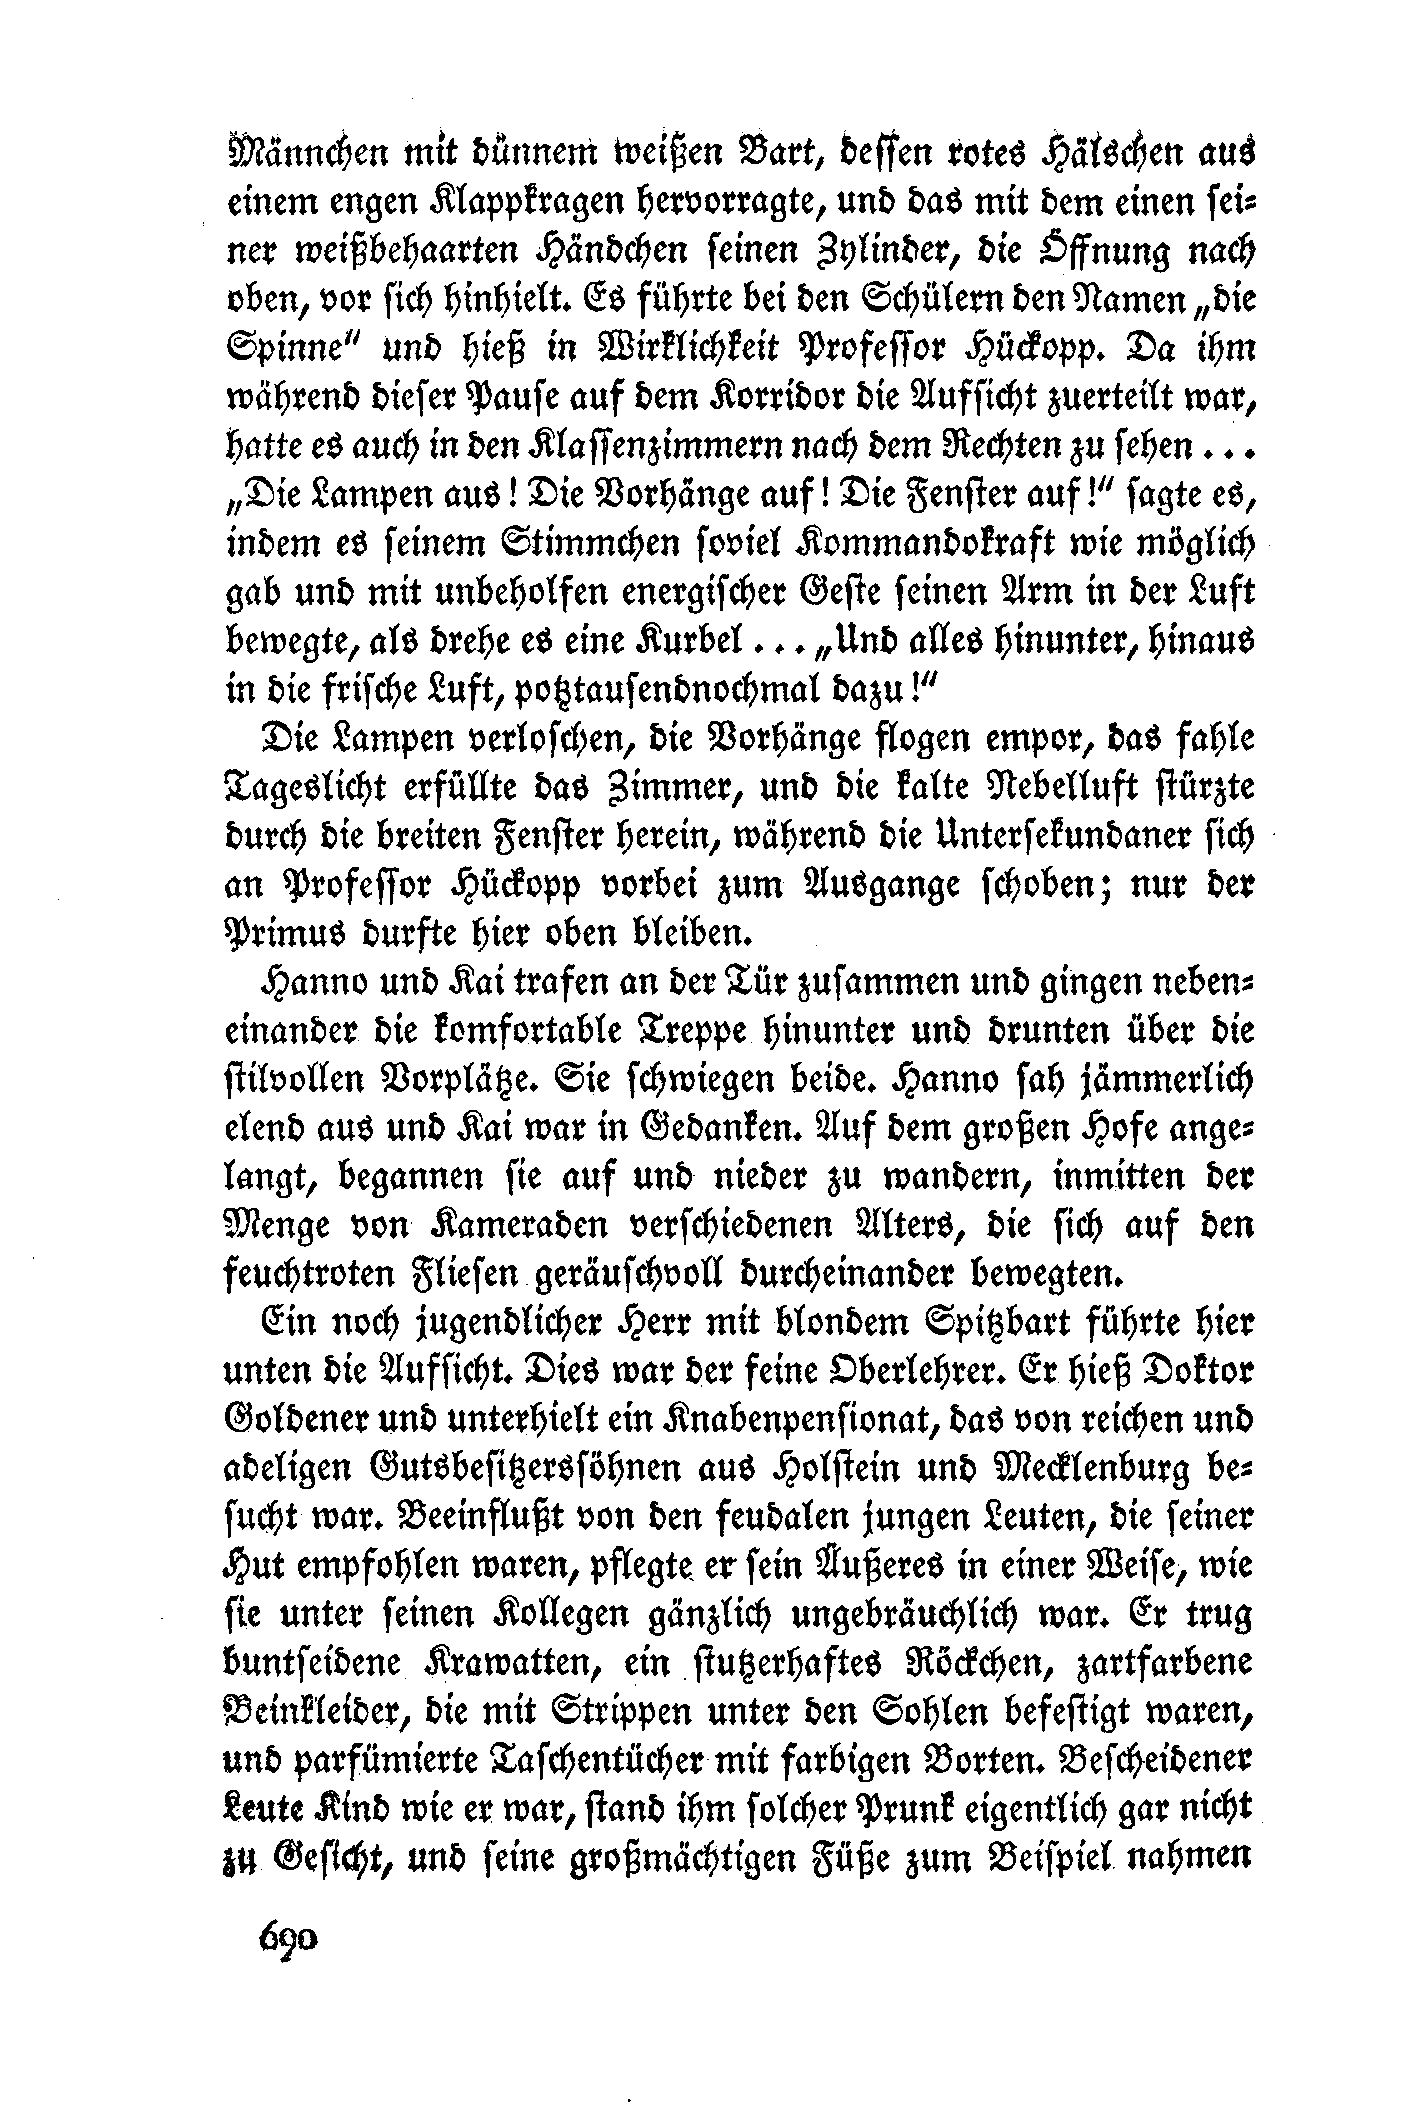 Männchen mit dünnem weißen Bart, dessen rotes Hälschen aus
einem engen Klappkragen hervorragte, und das mit dem einen sei-
ner weißbehaarten Händchen seinen Zylinder, die Öffnung nach
oben, vor sich hinhielt. Es führte bei den Schülern den Namen „die
Spinne“ und hieß in Wirklichkeit Professor Hückopp. Da ihm
während dieser Pause auf dem Korridor die Aufsicht zuerteilt war,
hatte es auch in den Klassenzimmern nach dem Rechten zu sehen...
„Die Lampen aus! Die Vorhänge auf! Die Fenster auf!“ sagte es,
indem es seinem Stimmchen soviel Kommandokraft wie möglich
gab und mit unbeholfen energischer Geste seinen Arm in der Luft
bewegte, als drehe es eine Kurbel... „Und alles hinunter, hinaus
in die frische Luft, potztausendnochmal dazu!“
Die Lampen verloschen, die Vorhänge flogen empor, das fahle
Tageslicht erfüllte das Zimmer, und die kalte Nebelluft stürzte
durch die breiten Fenster herein, während die Untersekundaner sich
an Professor Hückopp vorbei zum Ausgange schoben; nur der
Primus durfte hier oben bleiben.
Hanno und Kai trafen an der Tür zusammen und gingen neben-
einander die komfortable Treppe hinunter und drunten über die
stilvollen Vorplätze. Sie schwiegen beide. Hanno sah jämmerlich
elend aus und Kai war in Gedanken. Auf dem großen Hofe ange-
langt, begannen sie auf und nieder zu wandern, inmitten der
Menge von Kameraden verschiedenen Alters, die sich auf den
feuchtroten Fliesen geräuschvoll durcheinander bewegten.
Ein noch jugendlicher Herr mit blondem Spitzbart führte hier
unten die Aufsicht. Dies war der feine Oberlehrer. Er hieß Doktor
Goldener und unterhielt ein Knabenpensionat, das von reichen und
adeligen Gutsbesitzerssöhnen aus Holstein und Mecklenburg be-
sucht war. Beeinflußt von den feudalen jungen Leuten, die seiner
Hut empfohlen waren, pflegte er sein Äußeres in einer Weise, wie
sie unter seinen Kollegen gänzlich ungebräuchlich war. Er trug
buntseidene Krawatten, ein stutzerhaftes Röckchen, zartfarbene
Beinkleider, die mit Strippen unter den Sohlen befestigt waren,
und parfümierte Taschentücher mit farbigen Borten. Bescheidener
Leute Kind wie er war, stand ihm solcher Prunk eigentlich gar nicht
zu Gesicht, und seine großmächtigen Füße zum Beispiel nahmen
690